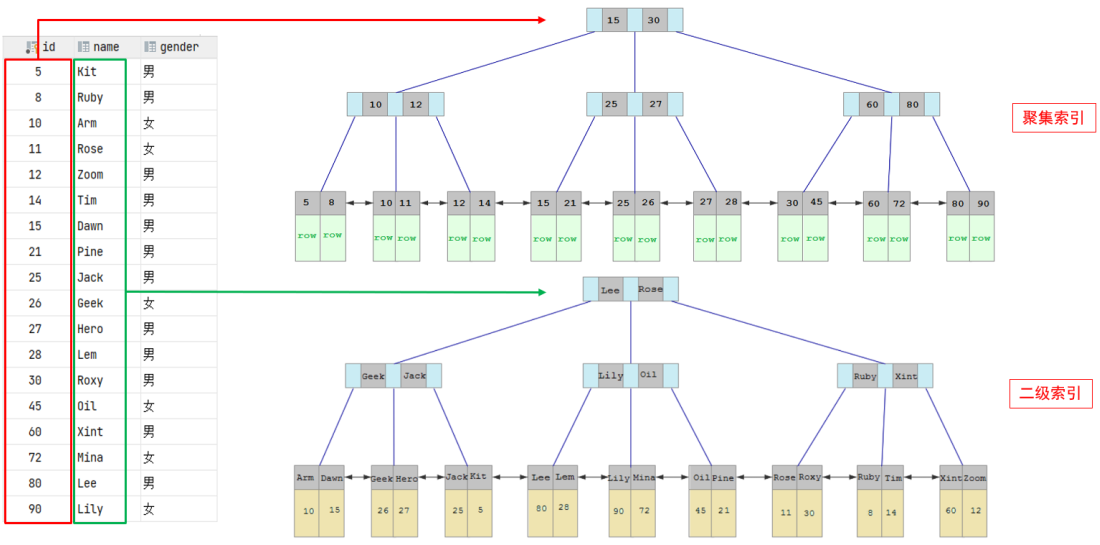 id name gender
5 Kit 男
8 Ruby 男
10 Arm 女
11 Rose 女
12 Zoom 男
14 Tim 男
15 Dawn 男
21 Pine 男
25 Jack 男
26 Geek 女
27 Hero 男
28 Lem 男
30 Roxy 男
45 Oil 女
60 Xint 男
72 Mina 女
80 Lee 男
90 Lily 女
15 30
10 12 25 27 60 80
聚集索引
5 8 10 11 12 14 15 21 25 26 27 28 30 45 60 72 80 90
row row row row row row row row row row row row row row row row row row
Lee Rose
Geek Jack Lily Oil Ruby Xint
二级索引
Arm Dawn Geek Hero Jack Kit Lee Lem Lily Mina Oil Pine Rose Roxy Ruby Tim Xint Zoom
10 15 26 27 25 5 80 28 90 72 45 21 11 30 8 14 60 12